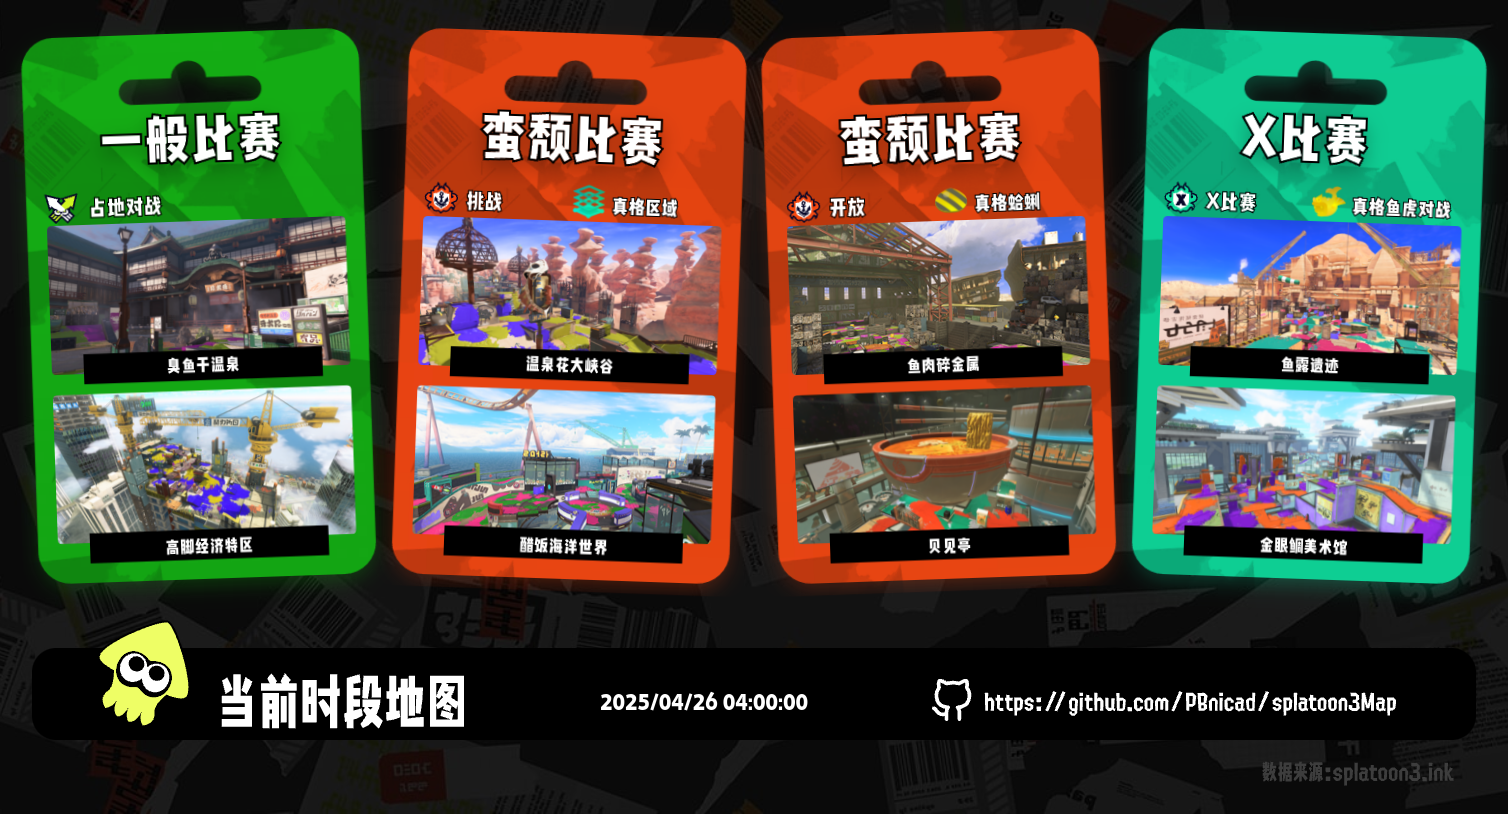 一般比赛
占地对战
臭鱼干温泉
高脚经济特区
蛮颓比赛
挑战
真格区域
温泉花大峡谷
醋饭海洋世界
蛮颓比赛
开放
真格蛤蜊
鱼肉碎金属
贝见亭
X比赛
X比赛
真格鱼虎对战
鱼露遗迹
金眼鲷美术馆
当前时段地图
2025/04/26 04:00:00
https://github.com/PBnicad/splatoon3Map
数据来源:splatoon3.ink